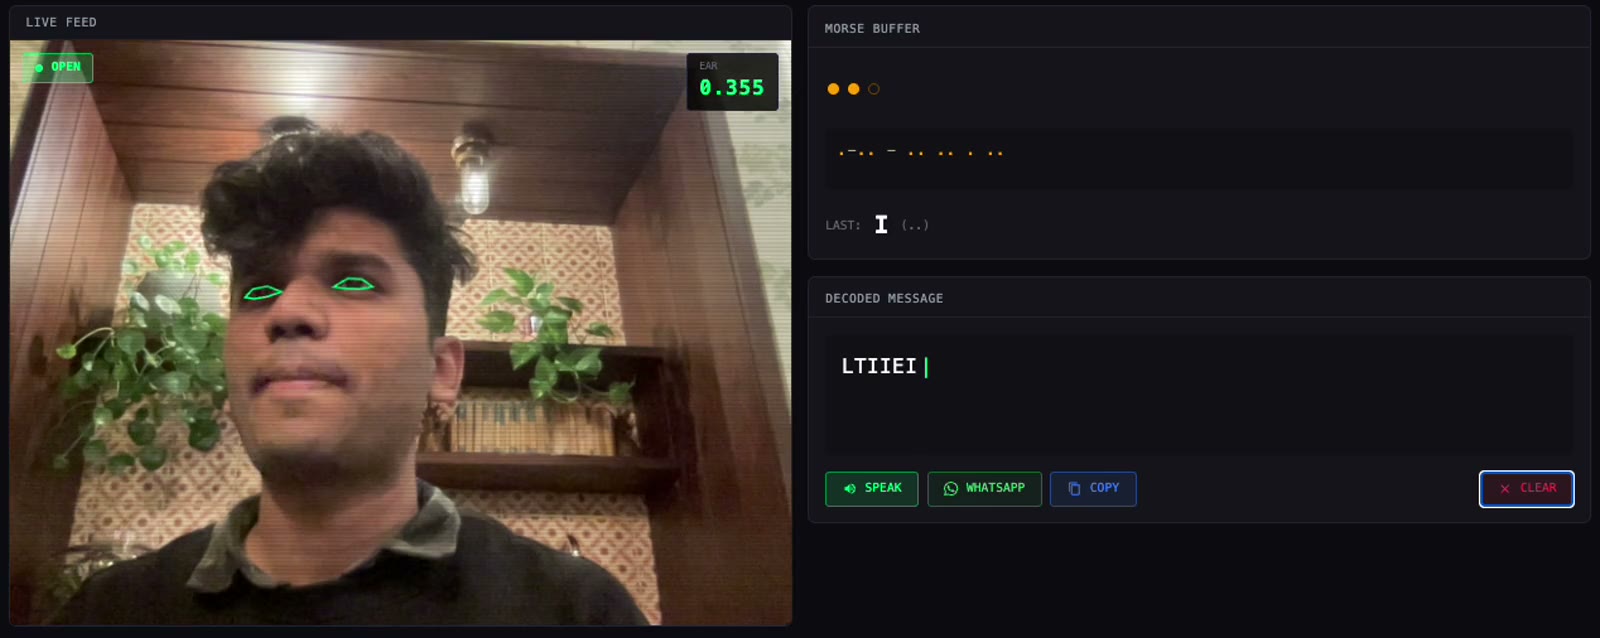 LIVE FEED
OPEN
EAR
0.355
MORSE BUFFER
.–.. – .. .. . ..
LAST: I (..)
DECODED MESSAGE
LTIIEI
SPEAK
WHATSAPP
COPY
× CLEAR